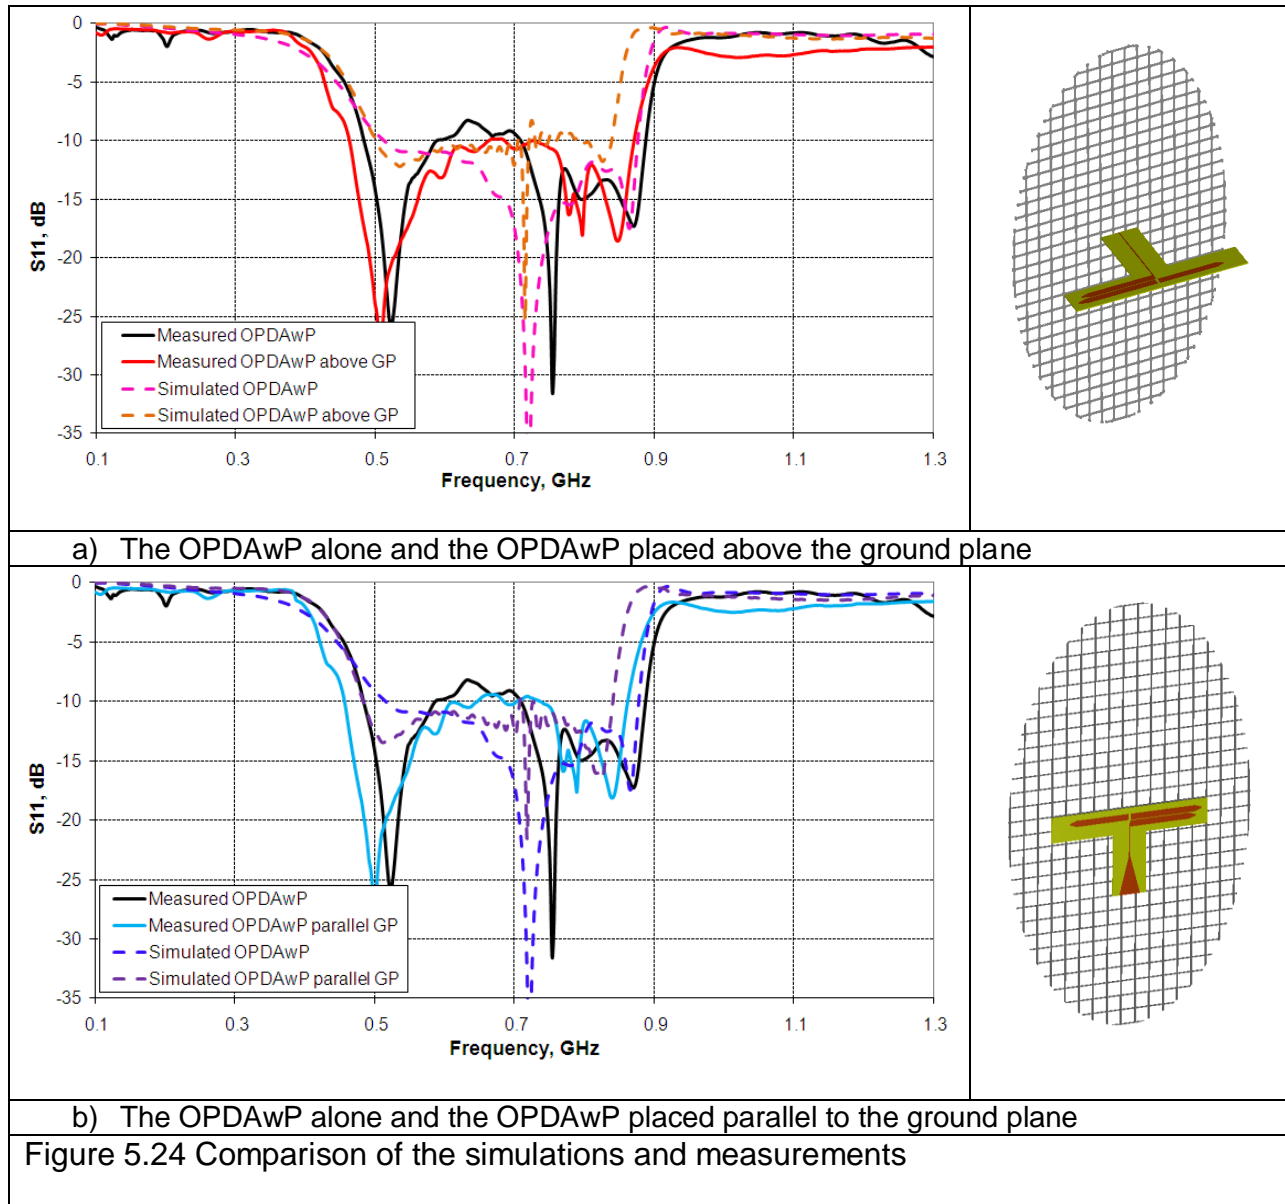 0
-5
-10
-15
-20
-25
-30
-35
S11, dB
Measured OPDAwP
Measured OPDAwP above GP
Simulated OPDAwP
Simulated OPDAwP above GP
0.1 0.3 0.5 0.7 0.9 1.1 1.3
Frequency, GHz
a) The OPDAwP alone and the OPDAwP placed above the ground plane
0
-5
-10
-15
-20
-25
-30
-35
S11, dB
Measured OPDAwP
Measured OPDAwP parallel GP
Simulated OPDAwP
Simulated OPDAwP parallel GP
0.1 0.3 0.5 0.7 0.9 1.1 1.3
Frequency, GHz
b) The OPDAwP alone and the OPDAwP placed parallel to the ground plane
Figure 5.24 Comparison of the simulations and measurements